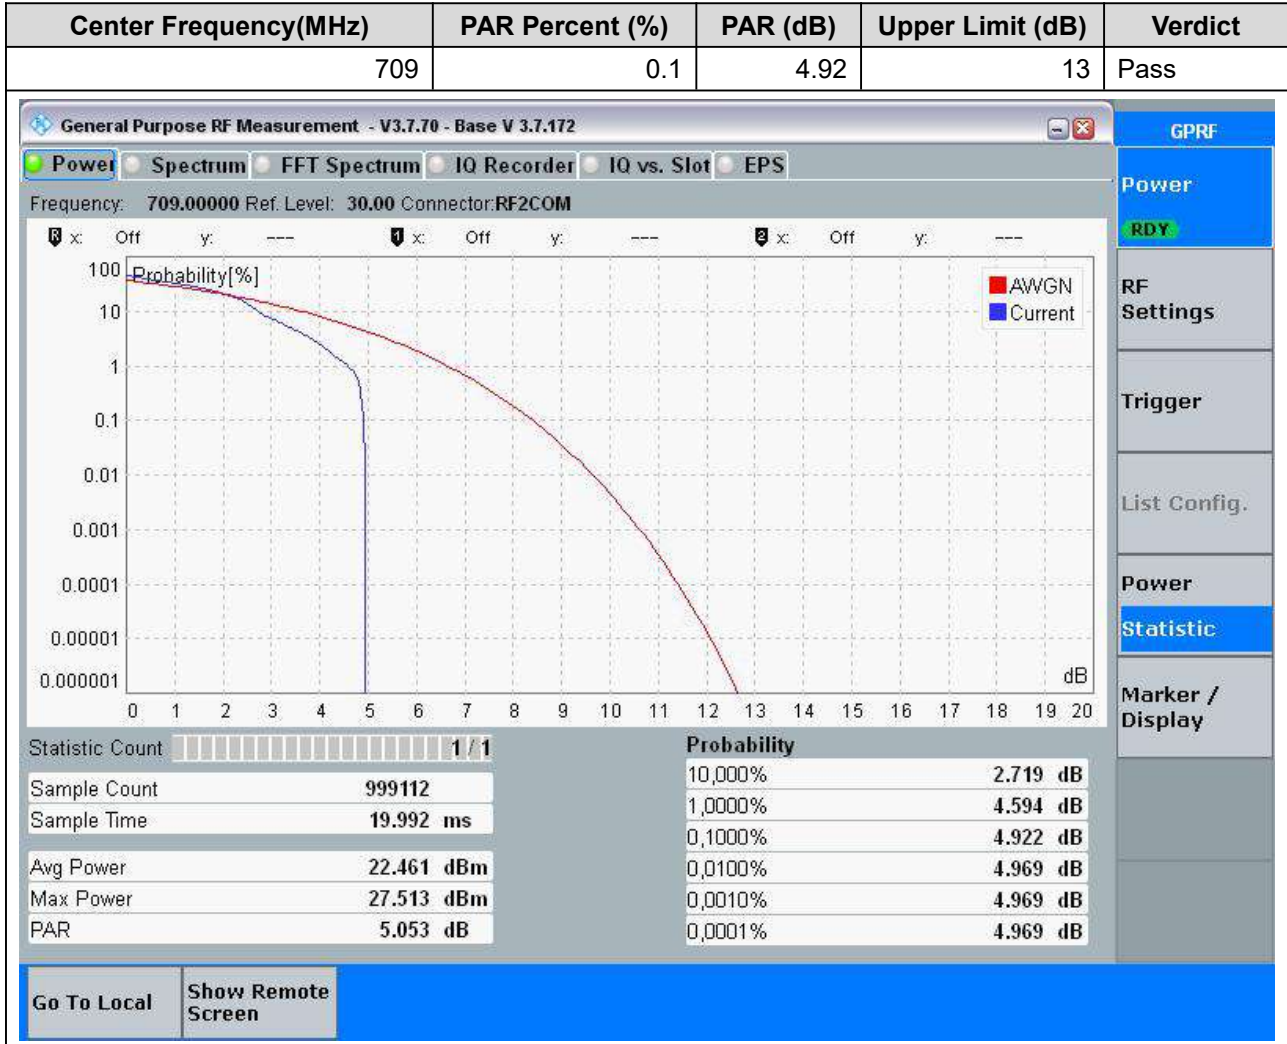 Center Frequency(MHz) PAR Percent (%) PAR (dB) Upper Limit (dB) Verdict
709 0.1 4.92 13 Pass
General Purpose RF Measurement - V3.7.70 - Base V 3.7.172
GPRF
Power Spectrum FFT Spectrum IQ Recorder IQ vs. Slot EPS
Frequency: 709.00000 Ref. Level: 30.00 Connector:RF2COM
R x: Off y: --- 1 x: Off y: --- 2 x: Off y: ---
Probability[%]
AWGN
Current
100
10
1
0.1
0.01
0.001
0.0001
0.00001
0.000001
dB
0 1 2 3 4 5 6 7 8 9 10 11 12 13 14 15 16 17 18 19 20
Statistic Count 1 / 1
Sample Count 999112
Sample Time 19.992 ms
Avg Power 22.461 dBm
Max Power 27.513 dBm
PAR 5.053 dB
Probability
10,000% 2.719 dB
1,0000% 4.594 dB
0,1000% 4.922 dB
0,0100% 4.969 dB
0,0010% 4.969 dB
0,0001% 4.969 dB
Power
RDY
RF
Settings
Trigger
List Config.
Power
Statistic
Marker /
Display
Go To Local
Show Remote
Screen